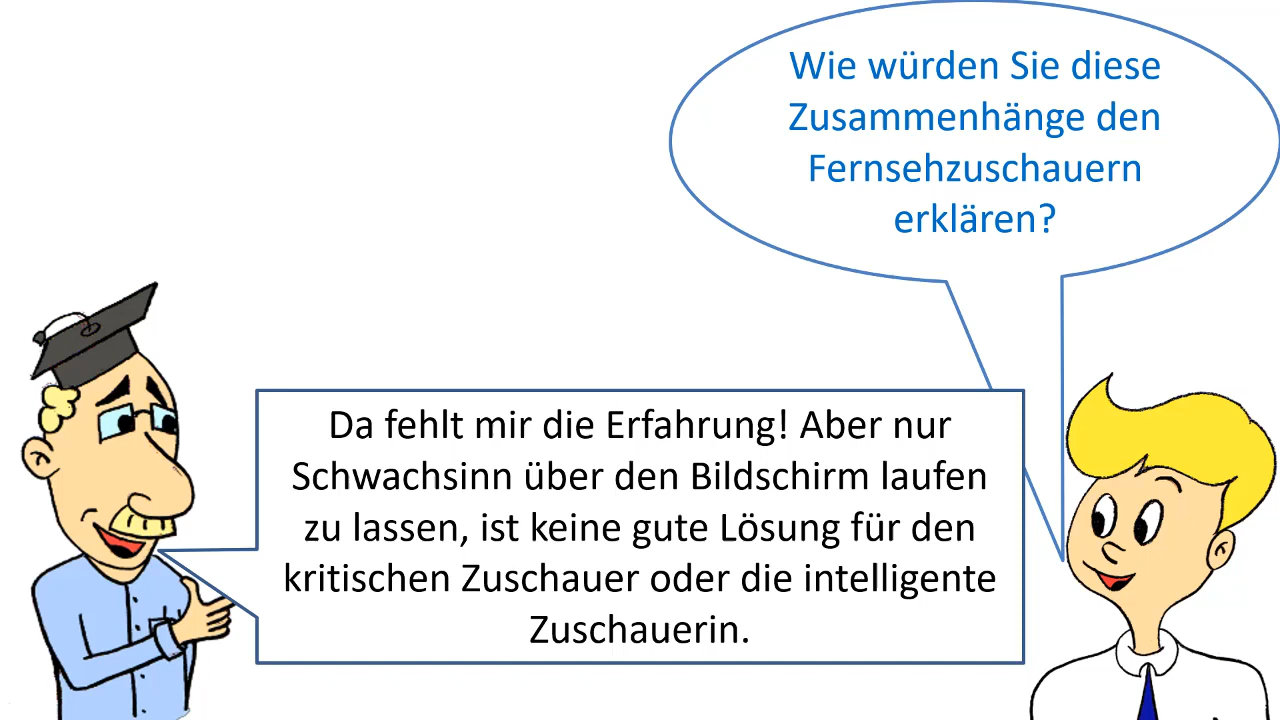 Wie würden Sie diese
Zusammenhänge den
Fernsehzuschauern
erklären?
Da fehlt mir die Erfahrung! Aber nur
Schwachsinn über den Bildschirm laufen
zu lassen, ist keine gute Lösung für den
kritischen Zuschauer oder die intelligente
Zuschauerin.